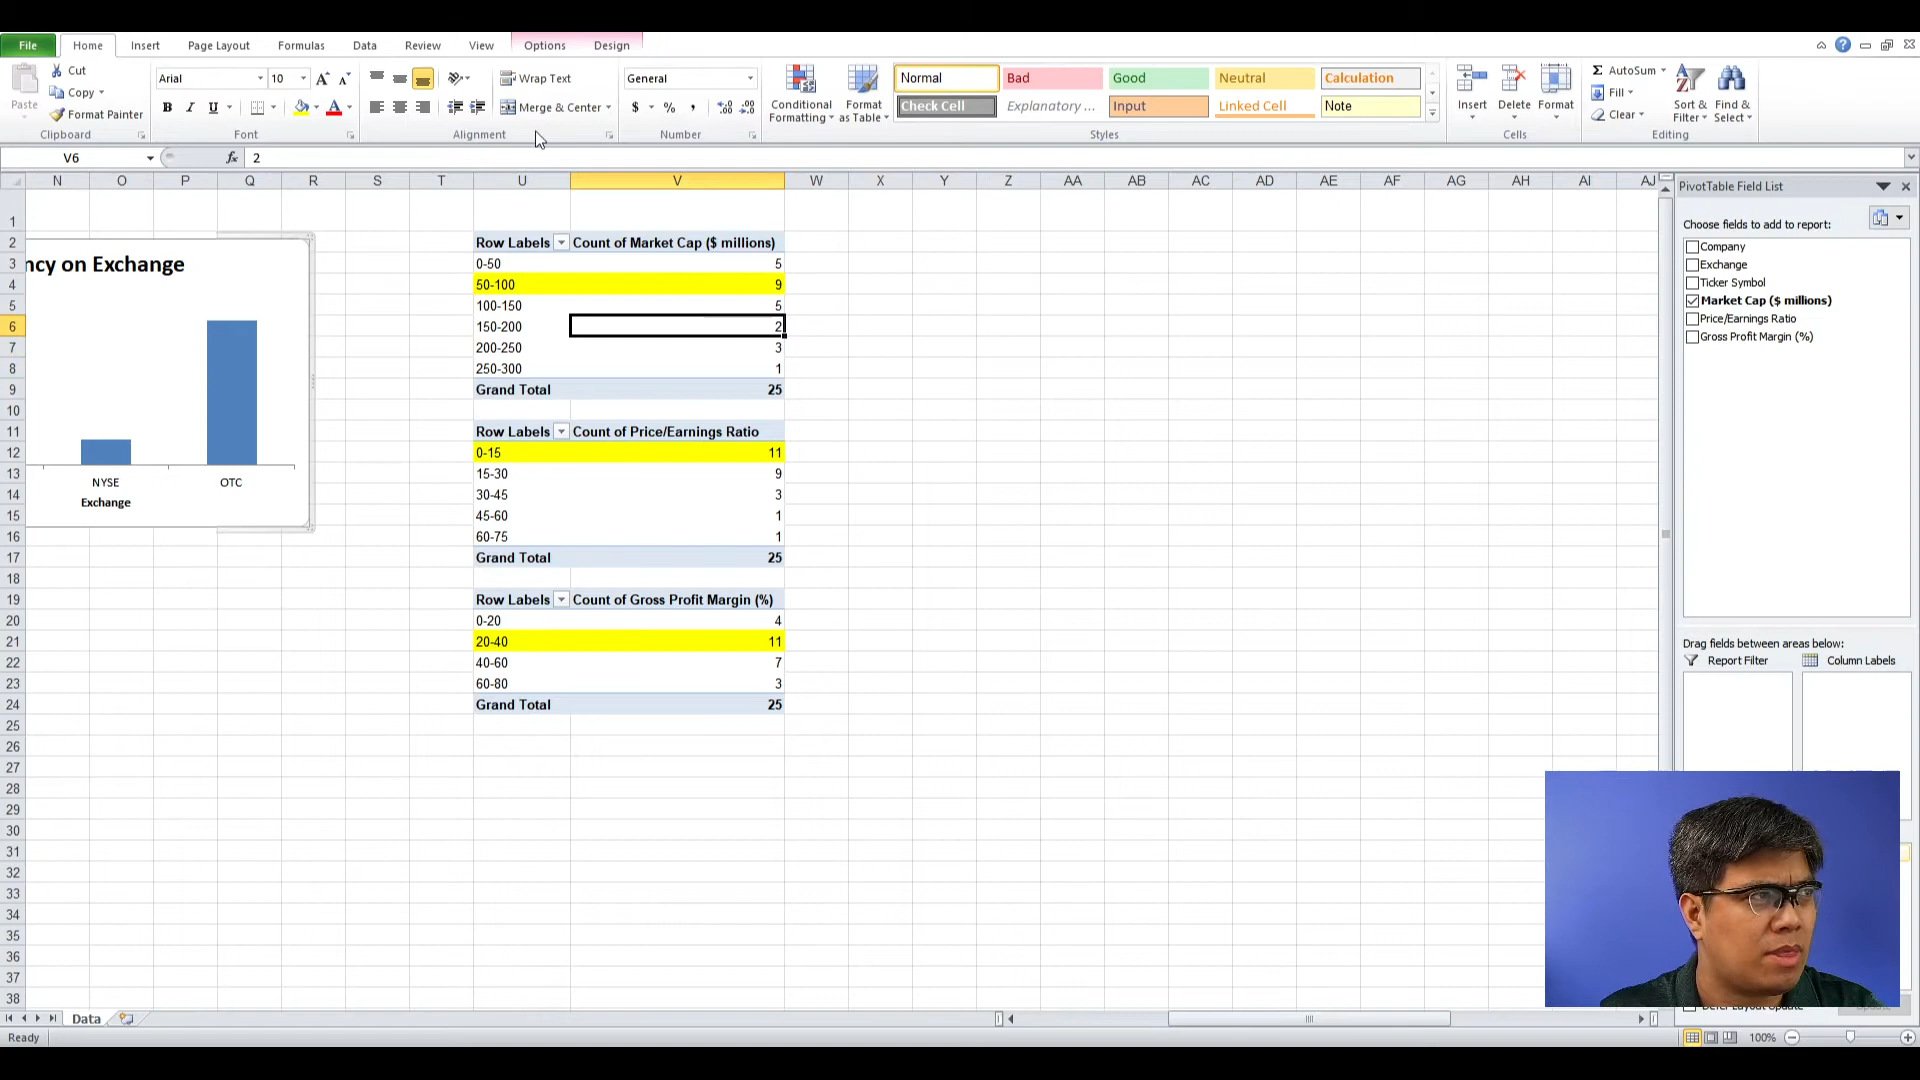 File Home Insert Page Layout Formulas Data Review View Options Design
Cut
Copy
Format Painter
Paste
Clipboard
Arial 10
B I U
Font
Wrap Text
Merge & Center
Alignment
General
$ % ,
Number
Conditional Formatting
Format as Table
Normal Bad Good Neutral Calculation
Check Cell Explanatory ... Input Linked Cell Note
Styles
Insert Delete Format
Cells
Σ AutoSum
Fill
Clear
Sort & Filter
Find & Select
Editing
V6 fx 2
N O P Q R S T U V W X Y Z AA AB AC AD AE AF AG AH AI AJ
1
2 Row Labels Count of Market Cap ($ millions)
3 0-50 5
4 50-100 9
5 100-150 5
6 150-200 2
7 200-250 3
8 250-300 1
9 Grand Total 25
10
11 Row Labels Count of Price/Earnings Ratio
12 0-15 11
13 15-30 9
14 30-45 3
15 45-60 1
16 60-75 1
17 Grand Total 25
18
19 Row Labels Count of Gross Profit Margin (%)
20 0-20 4
21 20-40 11
22 40-60 7
23 60-80 3
24 Grand Total 25
25
26
27
28
29
30
31
32
33
34
35
36
37
38
ncy on Exchange
NYSE OTC
Exchange
PivotTable Field List
Choose fields to add to report:
Company
Exchange
Ticker Symbol
Market Cap ($ millions)
Price/Earnings Ratio
Gross Profit Margin (%)
Drag fields between areas below:
Report Filter Column Labels
Data
Ready 100%